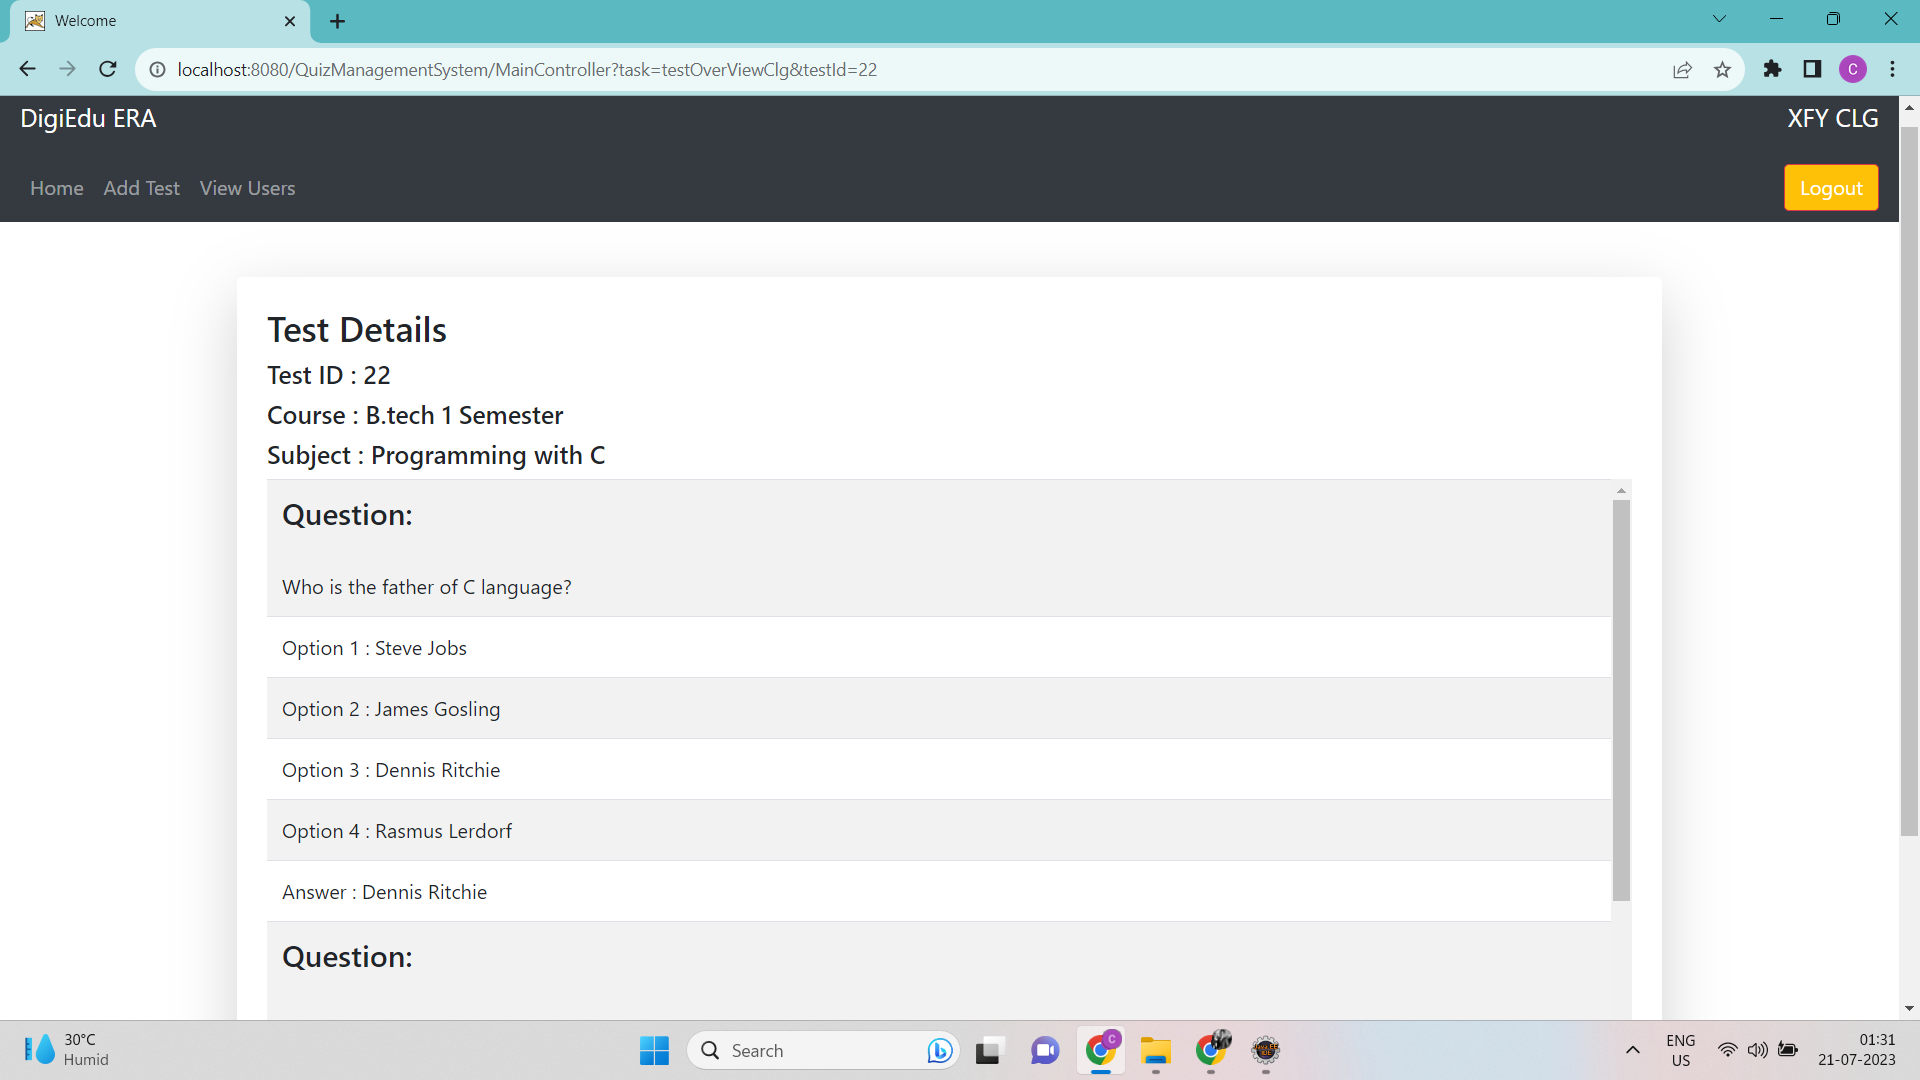 Welcome
localhost:8080/QuizManagementSystem/MainController?task=testOverViewClg&testId=22
C
DigiEdu ERA
XFY CLG
Home Add Test View Users
Logout
Test Details
Test ID : 22
Course : B.tech 1 Semester
Subject : Programming with C
Question:
Who is the father of C language?
Option 1 : Steve Jobs
Option 2 : James Gosling
Option 3 : Dennis Ritchie
Option 4 : Rasmus Lerdorf
Answer : Dennis Ritchie
Question:
30°C
Humid
Search
C
ENG
US
01:31
21-07-2023